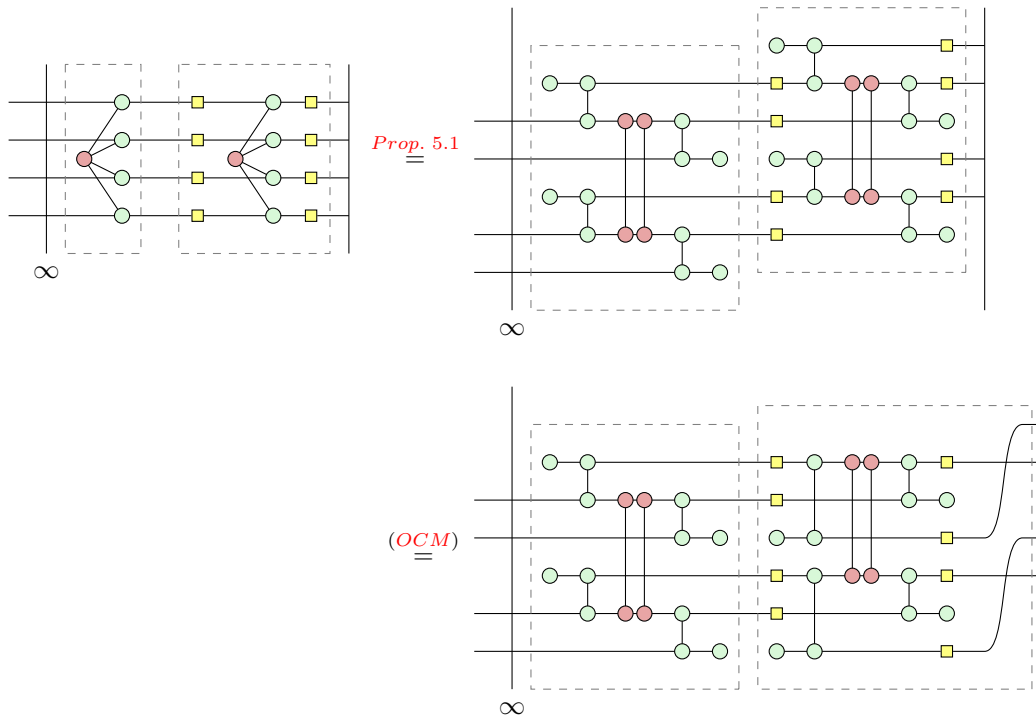 ∞
Prop. 5.1
=
∞
(OCM)
=
∞